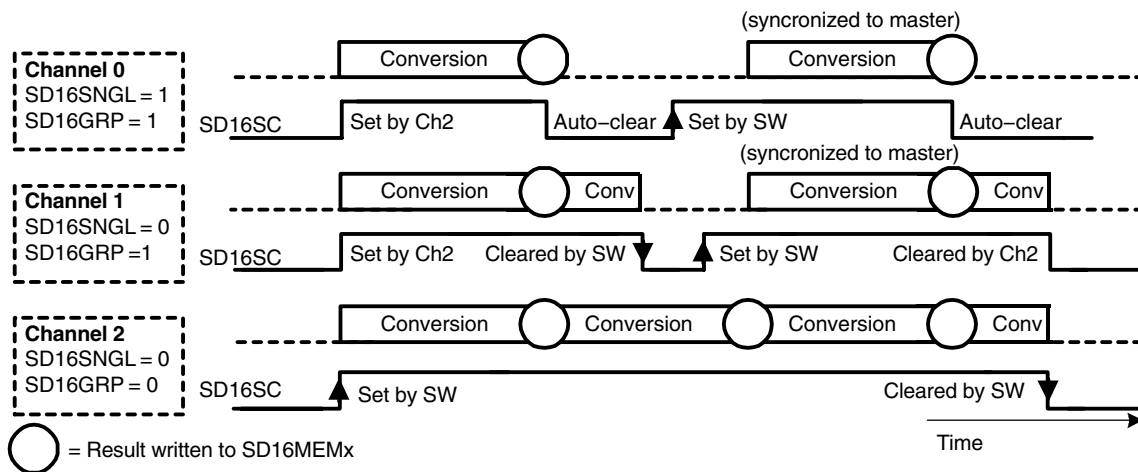 (syncronized to master)
Conversion
Conversion
Channel 0
SD16SNGL = 1
SD16GRP = 1
SD16SC
Set by Ch2
Auto−clear
Set by SW
Auto−clear
(syncronized to master)
Conversion
Conv
Conversion
Conv
Channel 1
SD16SNGL = 0
SD16GRP =1
SD16SC
Set by Ch2
Cleared by SW
Set by SW
Cleared by Ch2
Conversion
Conversion
Conversion
Conv
Channel 2
SD16SNGL = 0
SD16GRP = 0
SD16SC
Set by SW
Cleared by SW
= Result written to SD16MEMx
Time